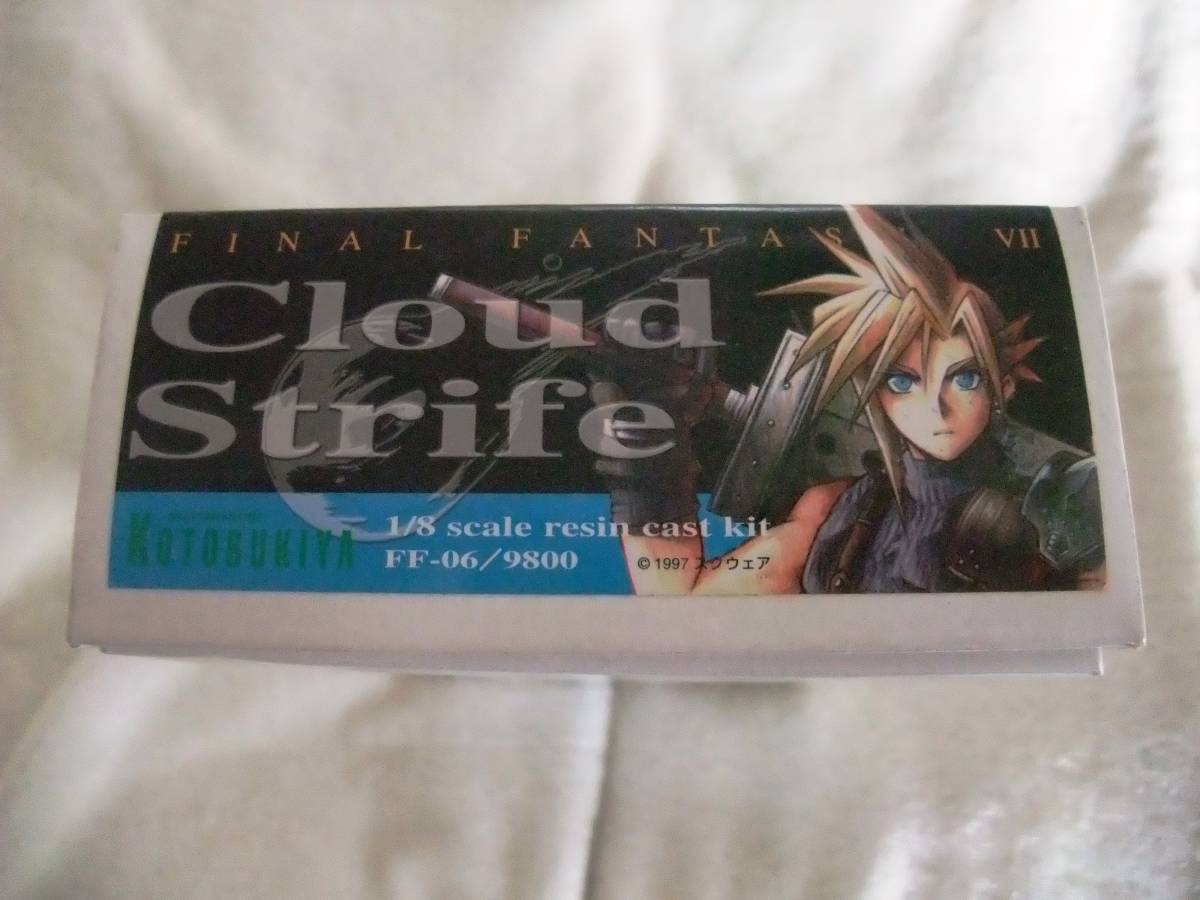 FINAL FANTASY VII
Cloud
Strife
KOTOBUKIYA
1/8 scale resin cast kit
FF-06/9800
©1997 スクウェア